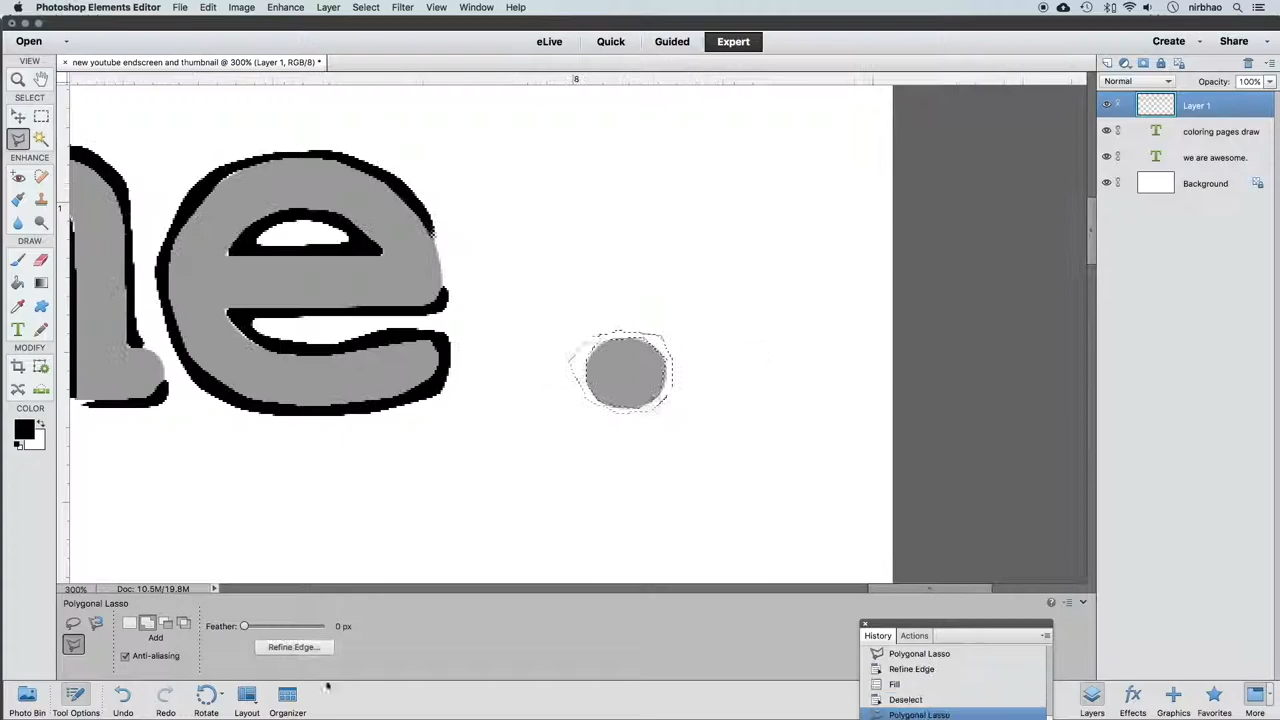 Photoshop Elements Editor File Edit Image Enhance Layer Select Filter View Window Help nirbhao
Open eLive Quick Guided Expert Create Share
VIEW × new youtube endscreen and thumbnail @ 300% (Layer 1, RGB/8) *
8
Normal Opacity: 100%
SELECT
Layer 1
coloring pages draw
ENHANCE we are awesome.
Background
1
DRAW
MODIFY
COLOR
ne
300% Doc: 10.5M/19.8M
Polygonal Lasso
Feather: 0 px
Add
Refine Edge...
Anti-aliasing
History Actions
Polygonal Lasso
Refine Edge
Fill
Deselect
Polygonal Lasso
Photo Bin Tool Options Undo Redo Rotate Layout Organizer Layers Effects Graphics Favorites More